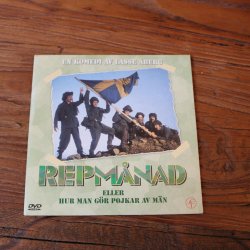 EN KOMEDI AV LASSE ÅBERG
REPMÅNAD
ELLER
HUR MAN GÖR POJKAR AV MÄN
DVD